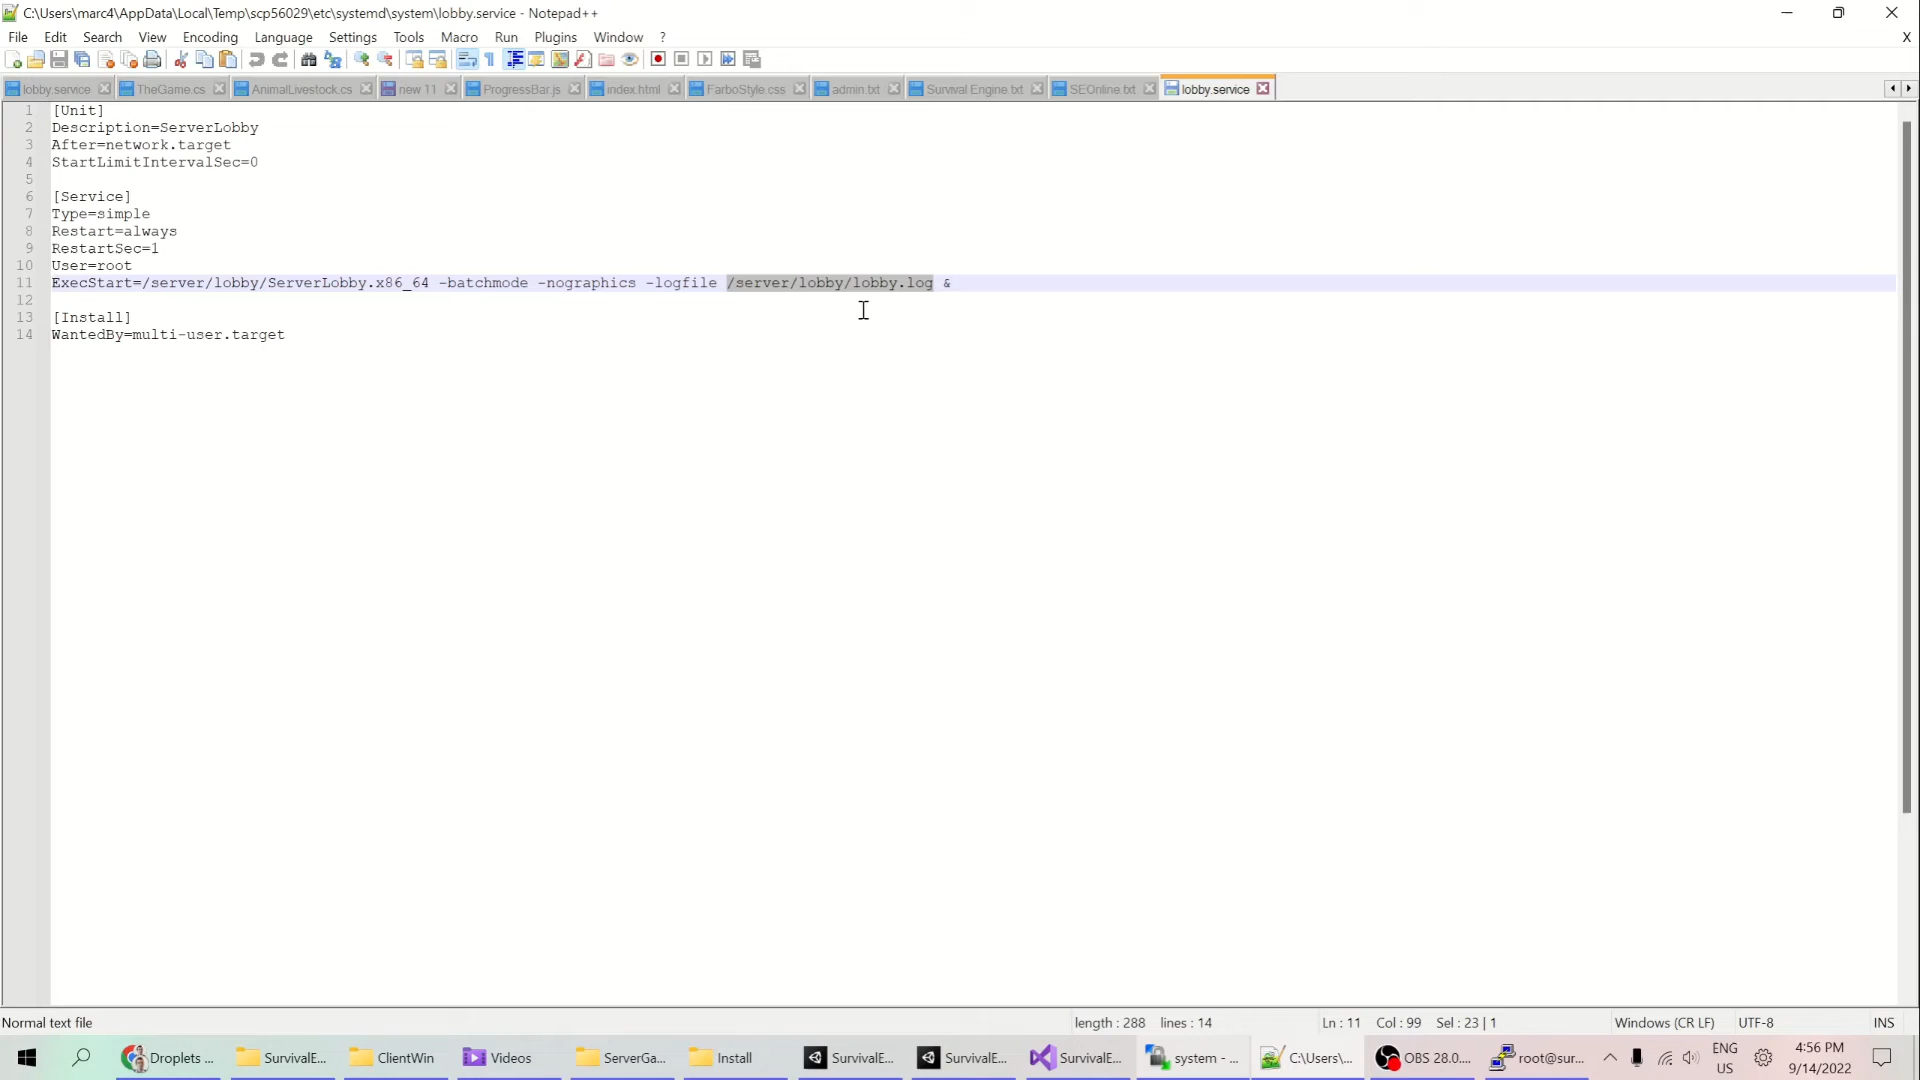 C:\Users\marc4\AppData\Local\Temp\scp56029\etc\systemd\system\lobby.service - Notepad++
File Edit Search View Encoding Language Settings Tools Macro Run Plugins Window ?
X
lobby.service TheGame.cs AnimalLivestock.cs new 11 ProgressBar.js index.html FarboStyle.css admin.txt Survival Engine.txt SEOnline.txt lobby.service
1 [Unit]
2 Description=ServerLobby
3 After=network.target
4 StartLimitIntervalSec=0
5
6 [Service]
7 Type=simple
8 Restart=always
9 RestartSec=1
10 User=root
11 ExecStart=/server/lobby/ServerLobby.x86_64 -batchmode -nographics -logfile /server/lobby/lobby.log &
12
13 [Install]
14 WantedBy=multi-user.target
Normal text file length : 288 lines : 14 Ln : 11 Col : 99 Sel : 23 | 1 Windows (CR LF) UTF-8 INS
Droplets ... SurvivalE... ClientWin Videos ServerGa... Install SurvivalE... SurvivalE... SurvivalE... system - ... C:\Users\... OBS 28.0.... root@sur... ENG US 4:56 PM 9/14/2022